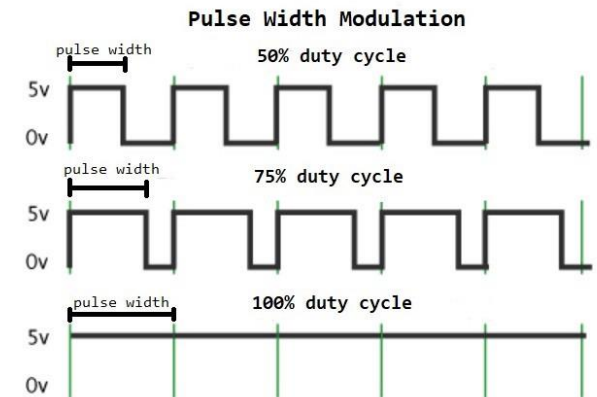 Pulse Width Modulation
pulse width
50% duty cycle
5v
0v
pulse width
75% duty cycle
5v
0v
pulse width
100% duty cycle
5v
0v